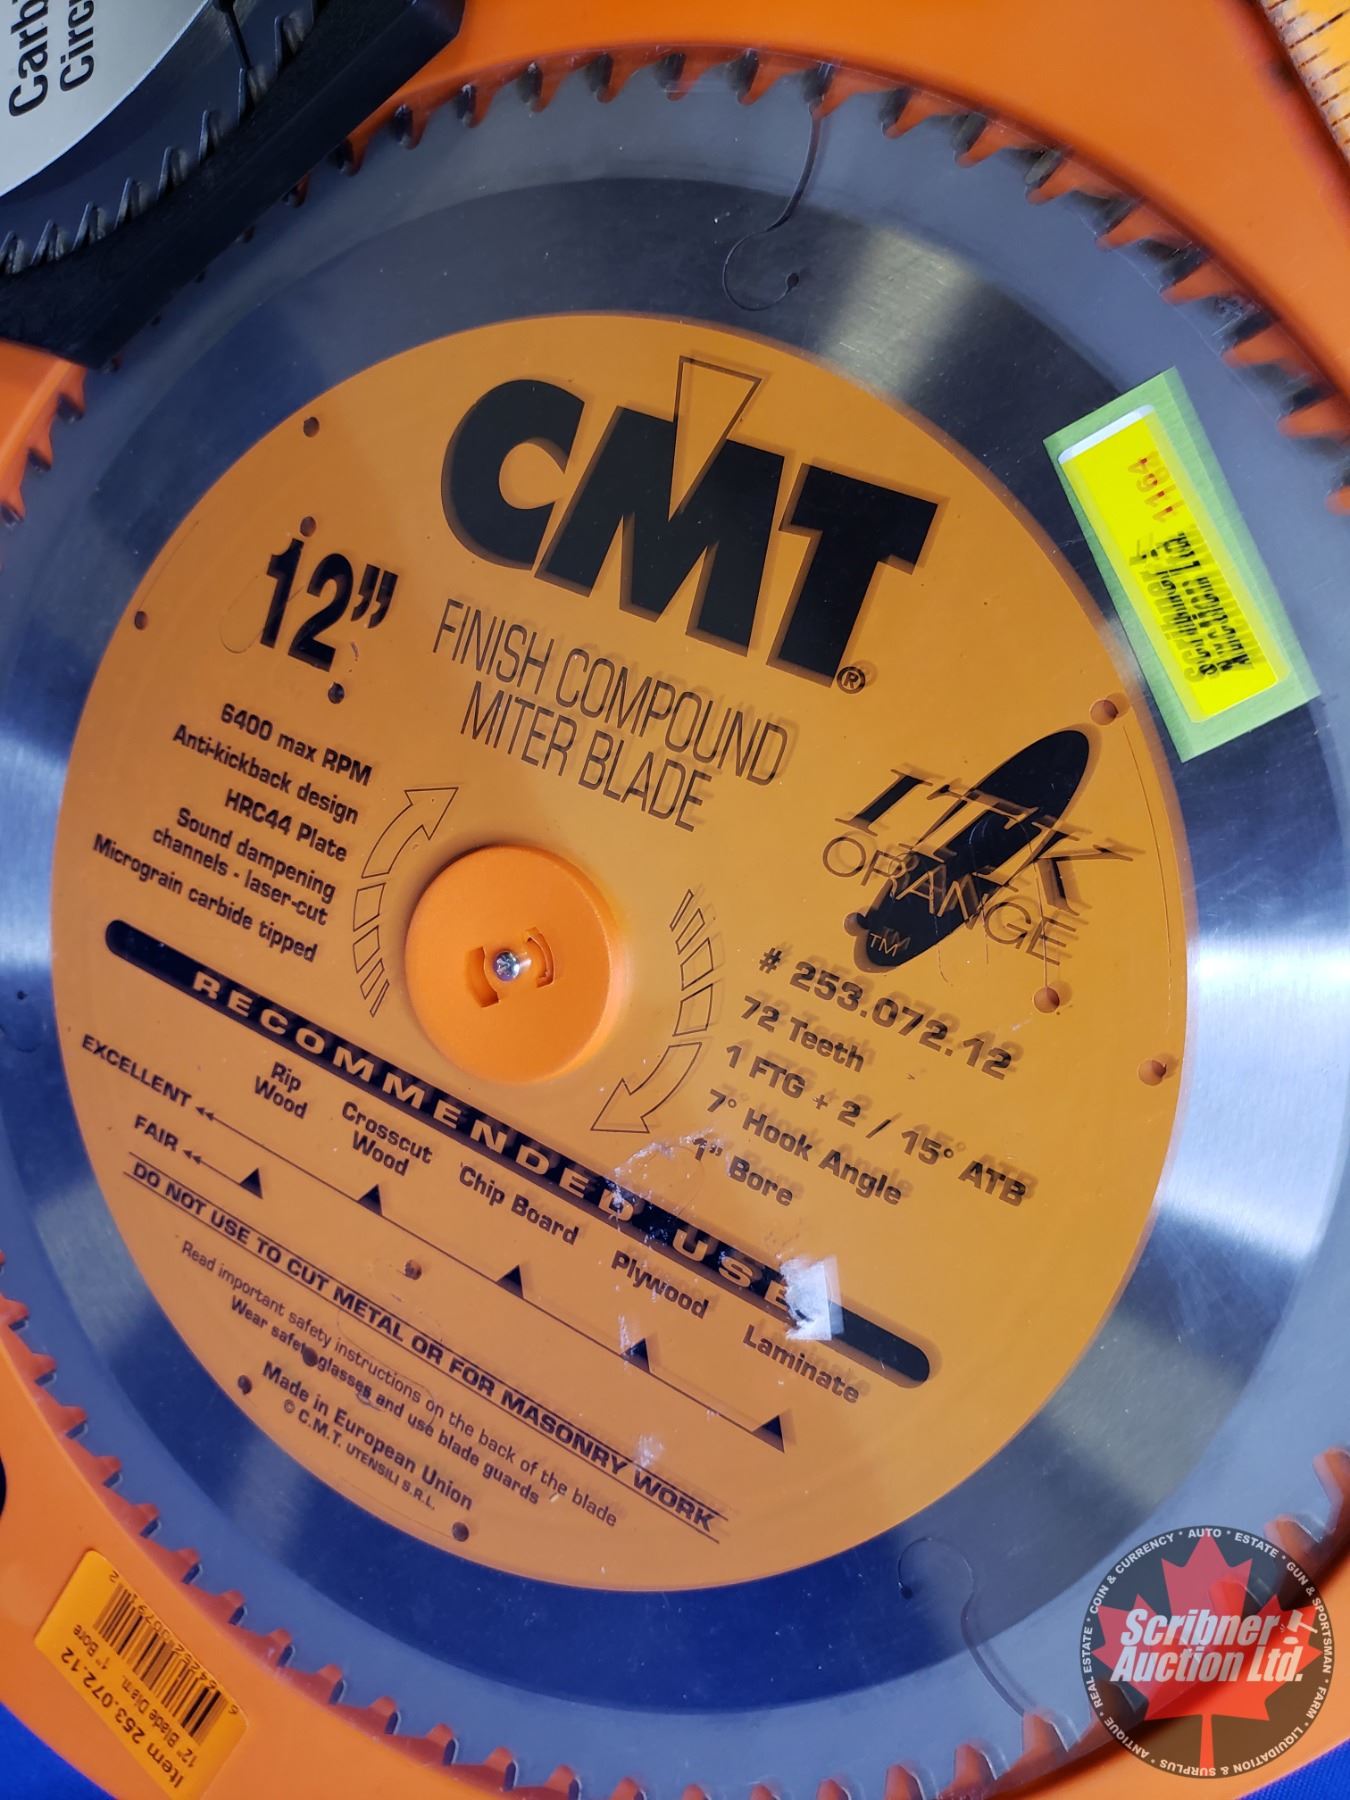 Carb
Circ
CMT®
FINISH COMPOUND
MITER BLADE
12”
6400 max RPM
Anti-kickback design
HRC44 Plate
Sound dampening
channels - laser-cut
Micrograin carbide tipped
ITK
ORANGE
TM
# 253.072.12
72 Teeth
1 FTG + 2 / 15° ATB
7° Hook Angle
1” Bore
RECOMMENDED USE
Rip
Wood
Crosscut
Wood
Chip Board
Plywood
Laminate
EXCELLENT
FAIR
DO NOT USE TO CUT METAL OR FOR MASONRY WORK
Read important safety instructions on the back of the blade
Wear safety glasses and use blade guards
Made in European Union
© C.M.T. UTENSILI S.R.L.
Scribner
Auction Ltd.
1164
Item 253.072.12
12" Blade Diam. 1" Bore
COIN & CURRENCY • AUTO • ESTATE • GUN & SPORTSMAN • FARM • LIQUIDATION & SURPLUS • ANTIQUE • REAL ESTATE •
Scribner
Auction Ltd.